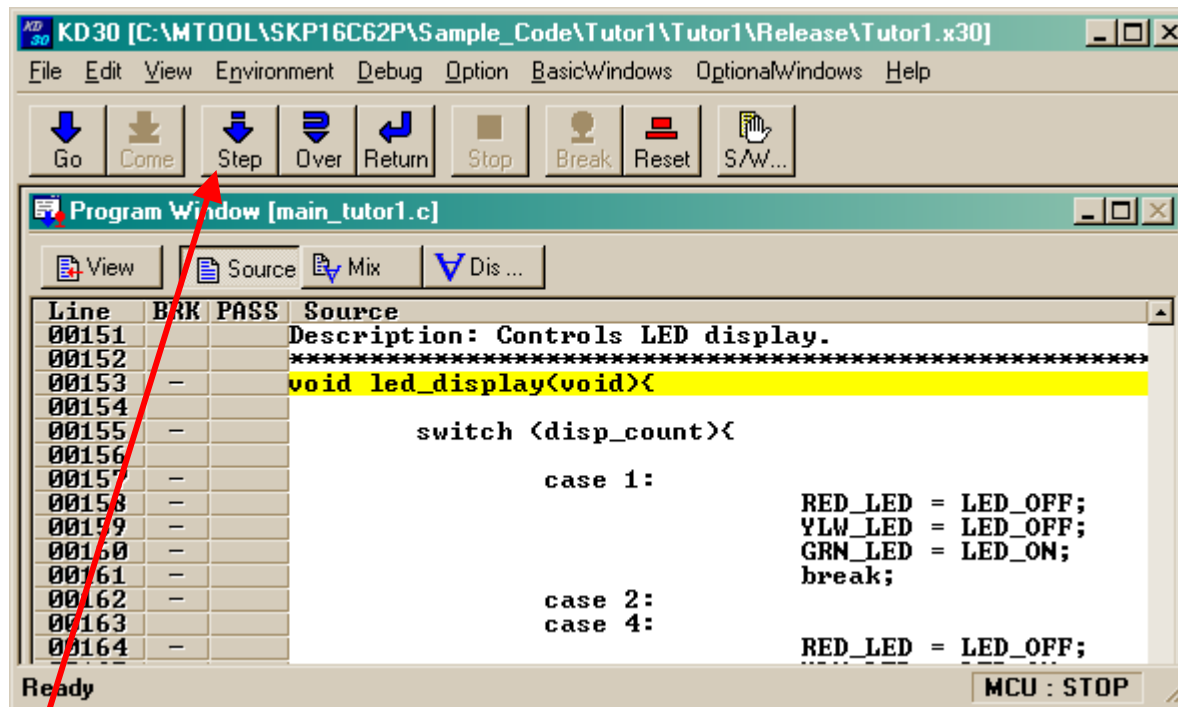 KD 30 KD30 [C:\MTOOL\SKP16C62P\Sample_Code\Tutor1\Tutor1\Release\Tutor1.x30]
File Edit View Environment Debug Option BasicWindows OptionalWindows Help
Go Come Step Over Return Stop Break Reset S/W...
Program Window [main_tutor1.c]
View Source Mix Dis ...
Line BRK PASS Source
00151 Description: Controls LED display.
00152 *****************************************************
00153 - void led_display(void){
00154
00155 - switch (disp_count){
00156
00157 - case 1:
00158 - RED_LED = LED_OFF;
00159 - YLW_LED = LED_OFF;
00160 - GRN_LED = LED_ON;
00161 - break;
00162 - case 2:
00163 case 4:
00164 - RED_LED = LED_OFF;
Ready MCU : STOP